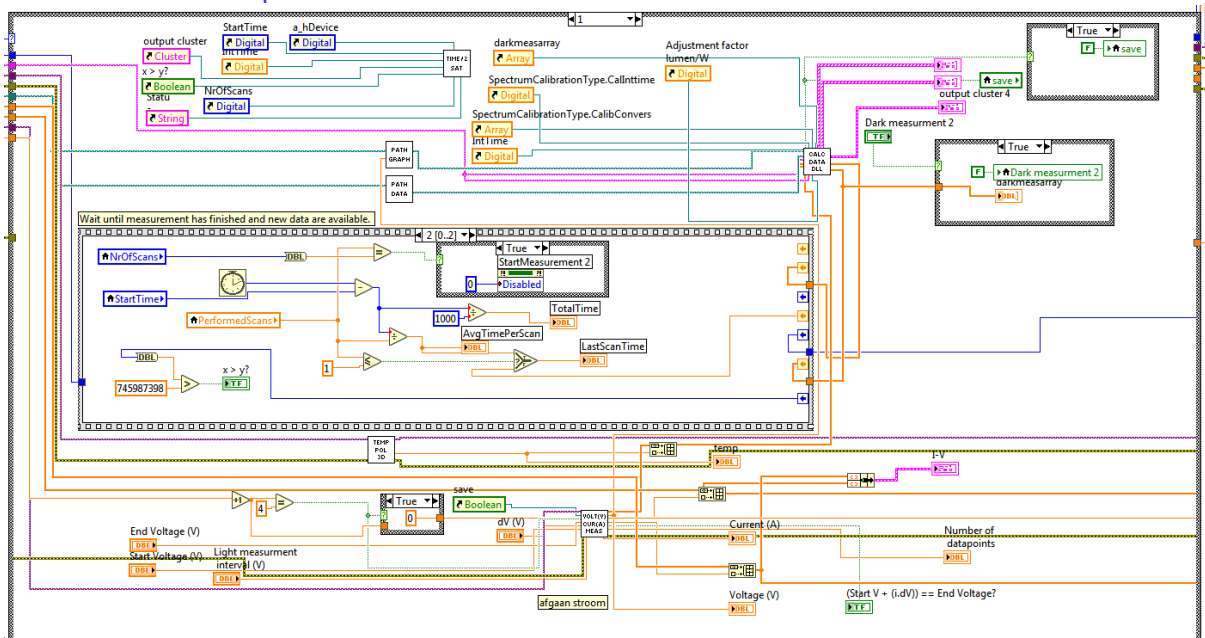 1
StartTime
a_hDevice
Digital
Digital
output cluster
Cluster
IntTime
Digital
x > y?
Boolean
NrOfScans
Digital
Statu
String
TIME/2
SAT
darkmeasarray
Array
Adjustment factor
lumen/W
Digital
SpectrumCalibrationType.CalInttime
Digital
SpectrumCalibrationType.CalibConvers
Array
IntTime
Digital
True
F
save
save
output cluster 4
Dark measurment 2
TF
PATH
GRAPH
PATH
DATA
CALC
DATA
DLL
True
F
Dark measurment 2
darkmeasarray
DBL]
Wait until measurement has finished and new data are available.
2 [0..2]
NrOfScans
DBL
=
True
StartMeasurement 2
0
Disabled
StartTime
-
PerformedScans
1000
÷
TotalTime
DBL
÷
AvgTimePerScan
DBL
LastScanTime
DBL
1
≤
?
DBL
745987398
>
x > y?
TF
TEMP
POL
3D
temp
DBL
I-V
+1
4
=
True
0
save
Boolean
dV (V)
DBL
VOLT(V)
CUR(A)
MEAS
Current (A)
DBL
Number of
datapoints
DBL
End Voltage (V)
DBL
Start Voltage (V)
DBL
Light measurment
interval (V)
DBL
afgaan stroom
Voltage (V)
DBL
(Start V + (i.dV)) == End Voltage?
TF